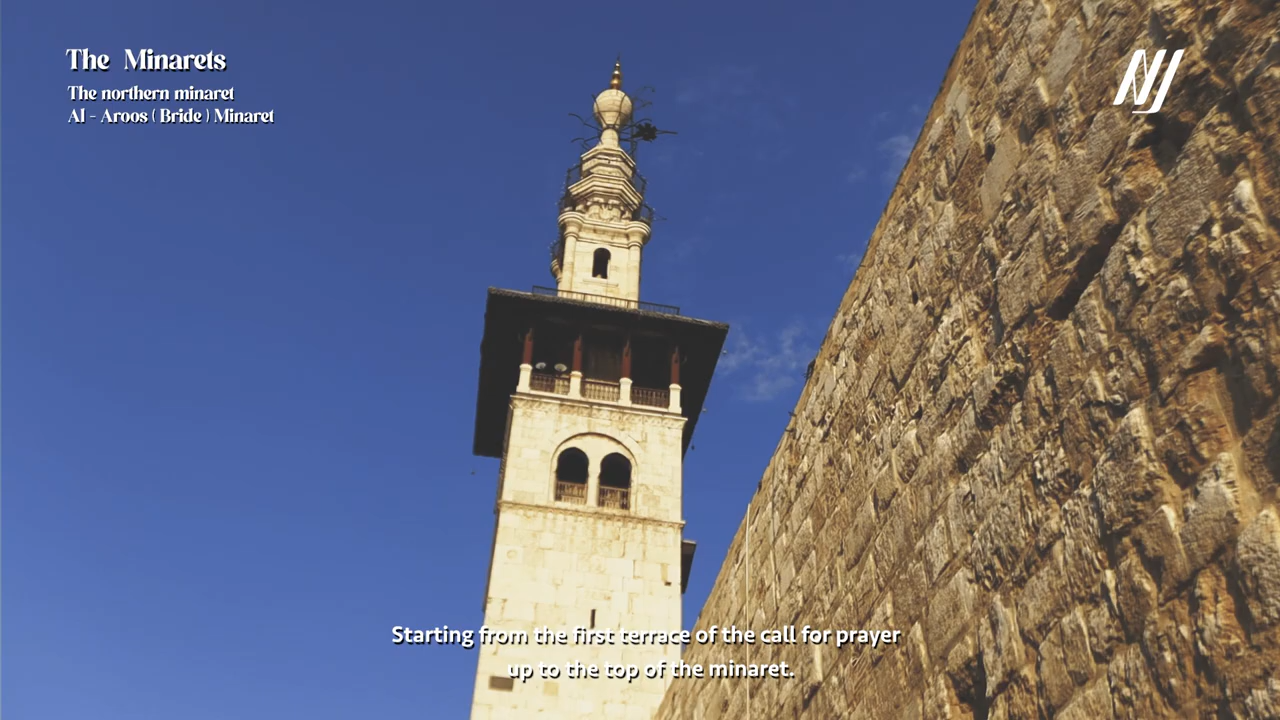 The Minarets
The northern minaret
Al - Aroos ( Bride ) Minaret
NJ
Starting from the first terrace of the call for prayer
up to the top of the minaret.